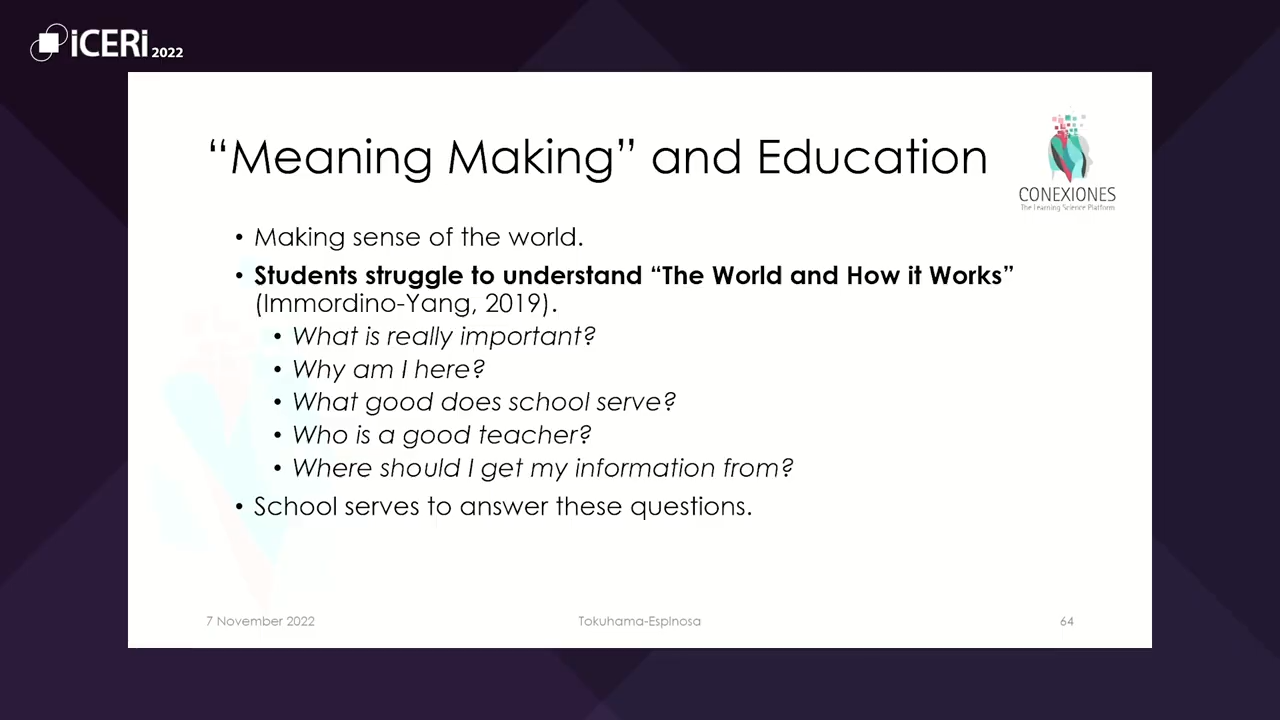 iCERi 2022
“Meaning Making” and Education
CONEXIONES
The Learning Science Platform
• Making sense of the world.
• Students struggle to understand “The World and How it Works”
(Immordino-Yang, 2019).
• What is really important?
• Why am I here?
• What good does school serve?
• Who is a good teacher?
• Where should I get my information from?
• School serves to answer these questions.
7 November 2022
Tokuhama-Espinosa
64